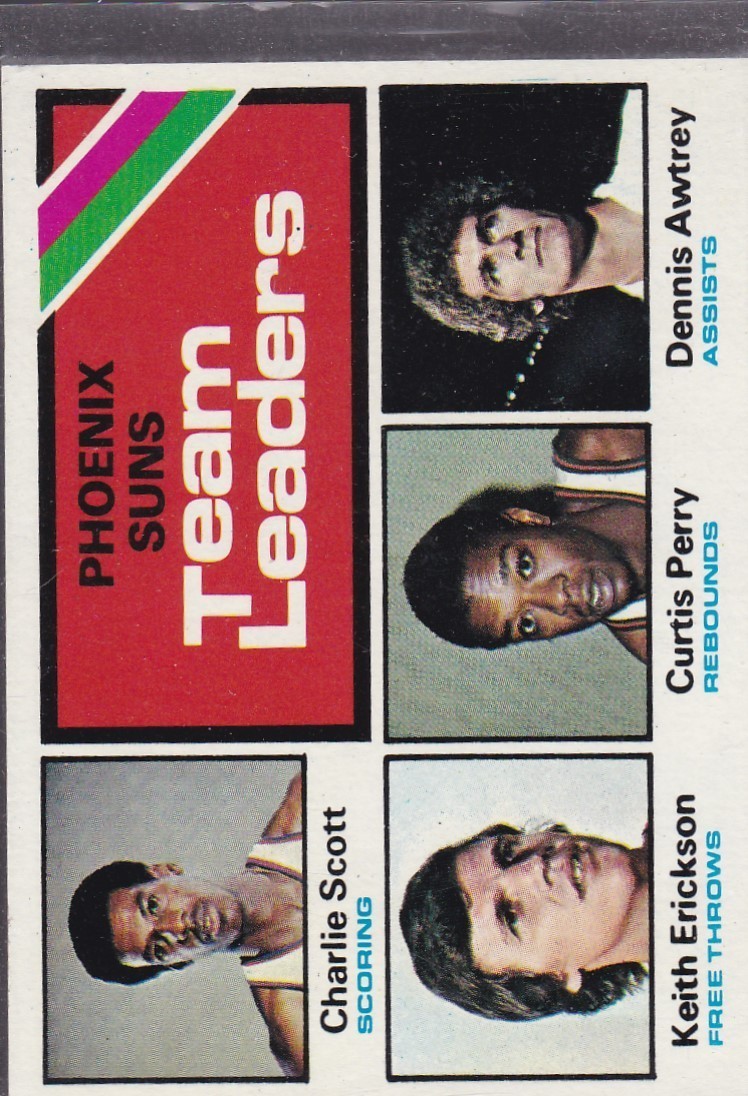 PHOENIX
SUNS
Team
Leaders
Charlie Scott
SCORING
Keith Erickson
FREE THROWS
Curtis Perry
REBOUNDS
Dennis Awtrey
ASSISTS